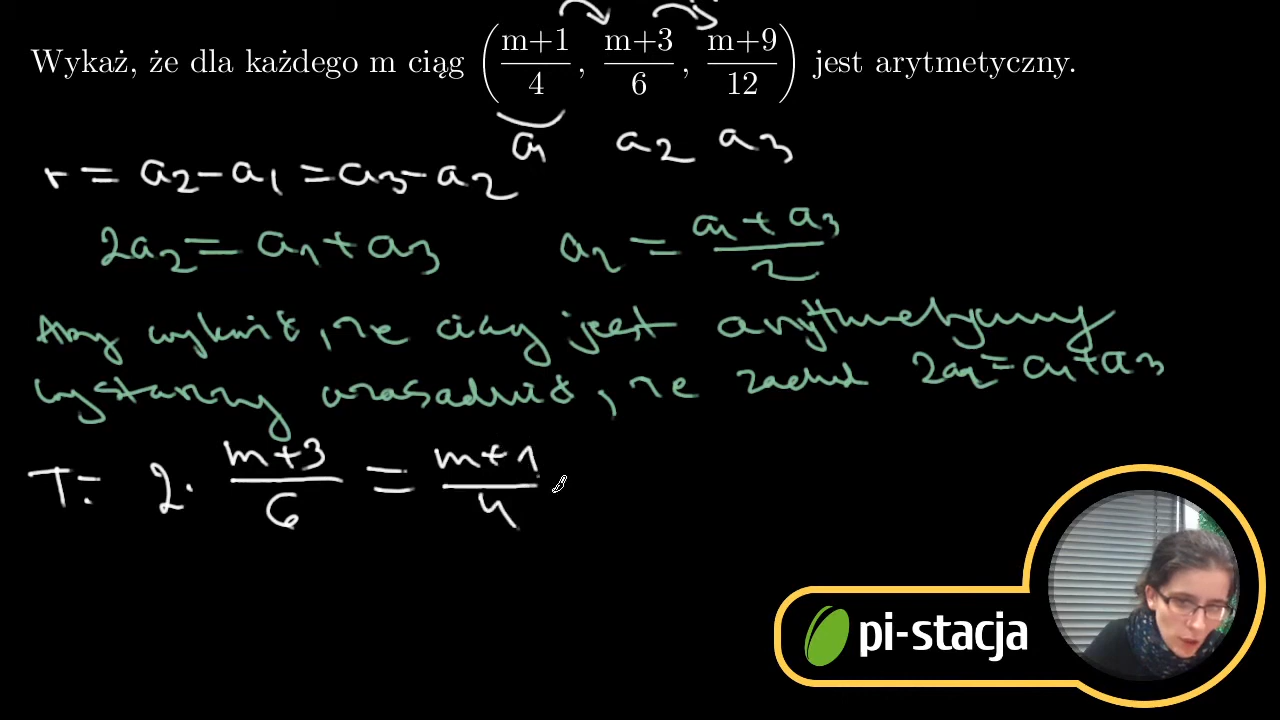 Wykaż, że dla każdego m ciąg (m+1/4, m+3/6, m+9/12) jest arytmetyczny.
a1 a2 a3
r = a2 - a1 = a3 - a2
2a2 = a1 + a3 a2 = a1 + a3 / 2
Aby wykazać, że ciąg jest arytmetyczny
wystarczy uzasadnić, że zachodzi 2a2 = a1 + a3
T: 2 · m+3/6 = m+1/4
pi-stacja